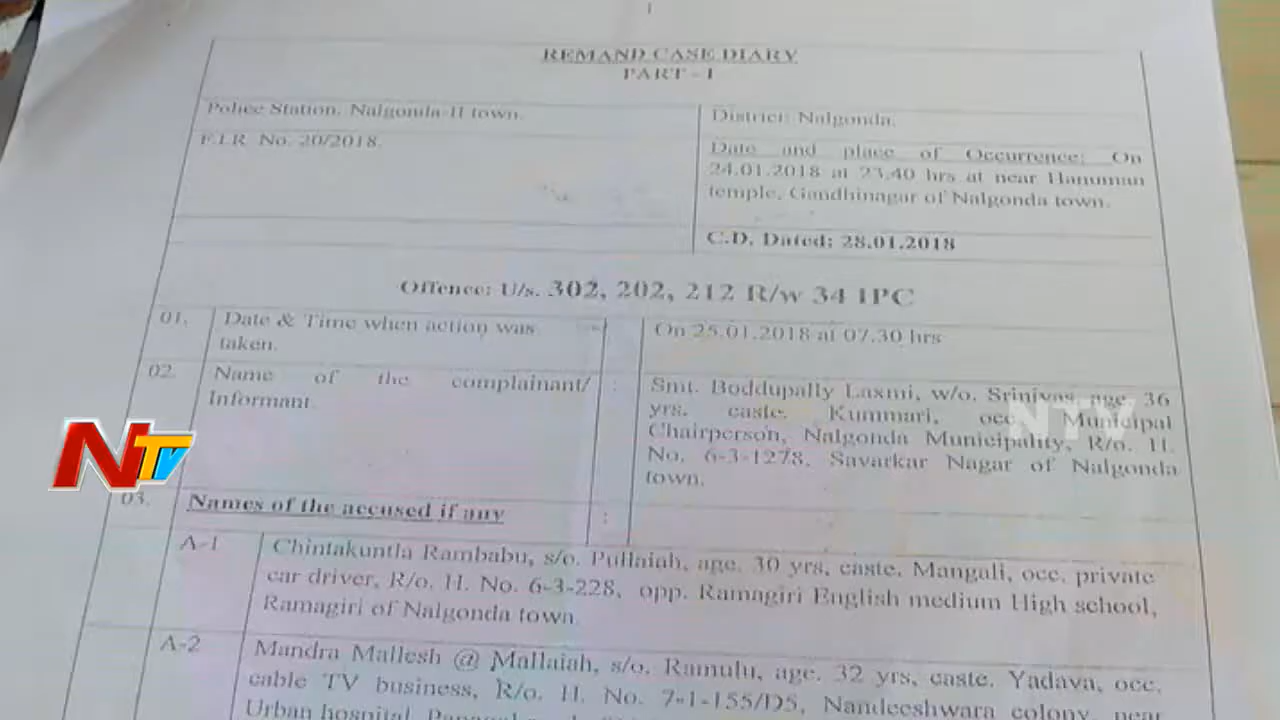 1
REMAND CASE DIARY
PART - I
Police Station. Nalgonda-II town.
F.I.R. No. 20/2018.
District: Nalgonda.
Date and place of Occurrence: On
24.01.2018 at 23.40 hrs at near Hanuman
temple, Gandhinagar of Nalgonda town.
C.D. Dated: 28.01.2018
Offence: U/s. 302, 202, 212 R/w 34 IPC
01. Date & Time when action was
taken.
: On 25.01.2018 at 07.30 hrs
02. Name of the complainant/
Informant.
: Smt. Boddupally Laxmi, w/o. Srinivas, age. 36
yrs. caste. Kummari, occ. Municipal
Chairperson, Nalgonda Municipality, R/o. H.
No. 6-3-1278, Savarkar Nagar of Nalgonda
town.
NTV
NTV
03. Names of the accused if any :
A-1 Chintakuntla Rambabu, s/o. Pullaiah, age. 30 yrs, caste. Mangali, occ. private
car driver, R/o. H. No. 6-3-228, opp. Ramagiri English medium High school,
Ramagiri of Nalgonda town.
A-2 Mandra Mallesh @ Mallaiah, s/o. Ramulu, age. 32 yrs, caste. Yadava, occ.
cable TV business, R/o. H. No. 7-1-155/D5, Nandeeshwara colony, near
Urban hospital,